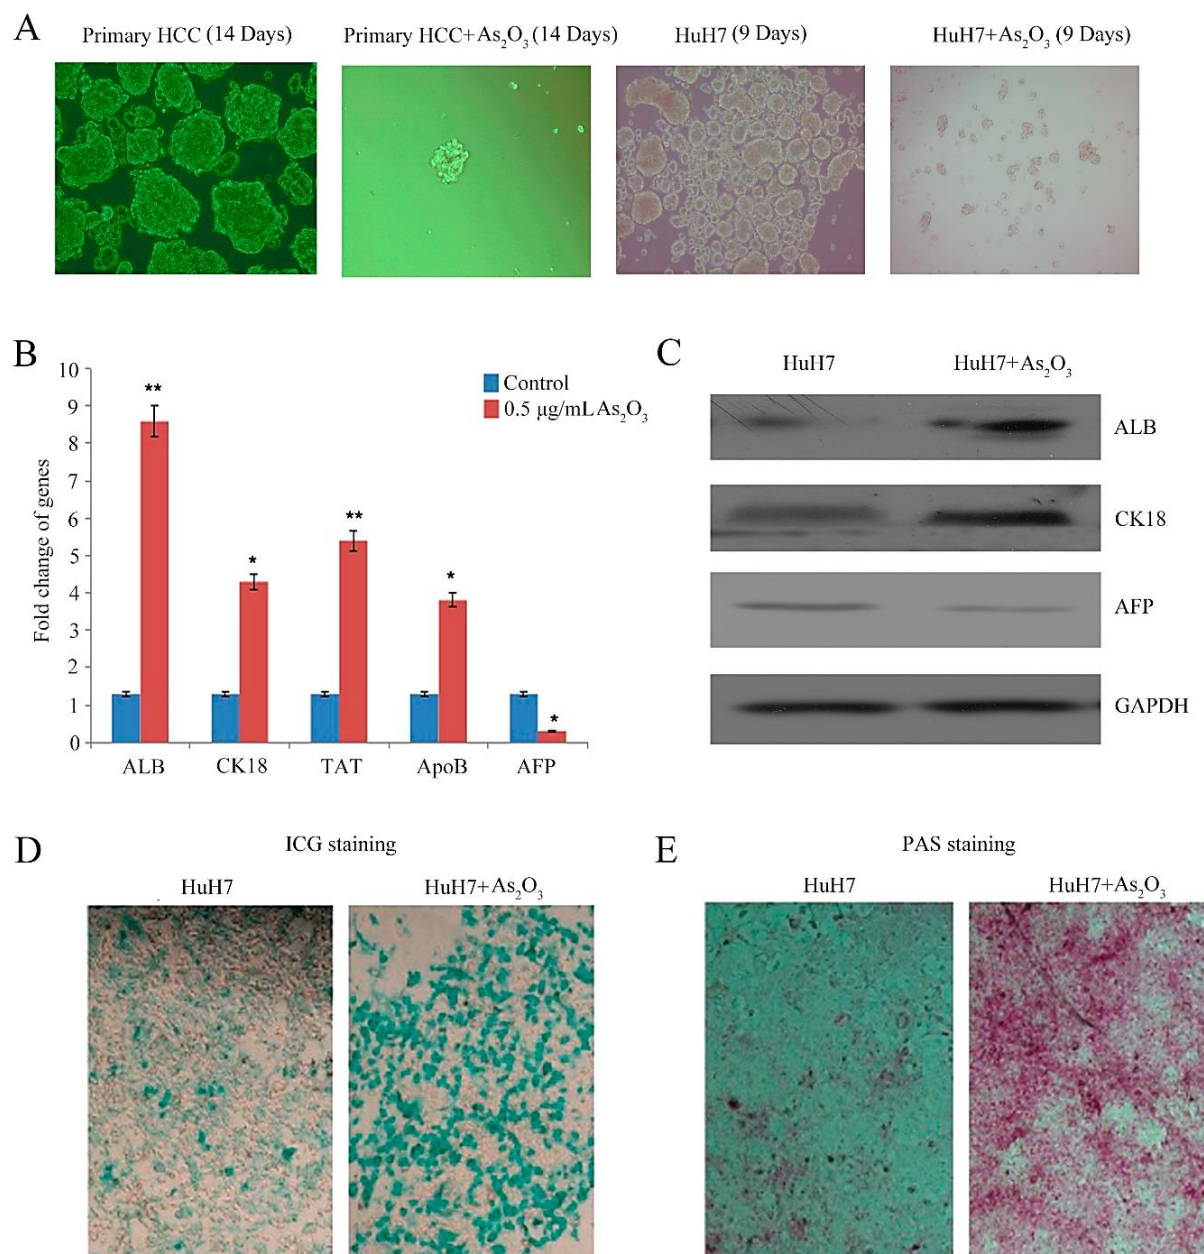 A
Primary HCC (14 Days)
Primary HCC+As₂O₃ (14 Days)
HuH7 (9 Days)
HuH7+As₂O₃ (9 Days)
B
Fold change of genes
10
9
8
7
6
5
4
3
2
1
0
**
*
**
*
*
Control
0.5 μg/mLAs₂O₃
ALB
CK18
TAT
ApoB
AFP
C
HuH7
HuH7+As₂O₃
ALB
CK18
AFP
GAPDH
D
ICG staining
HuH7
HuH7+As₂O₃
E
PAS staining
HuH7
HuH7+As₂O₃